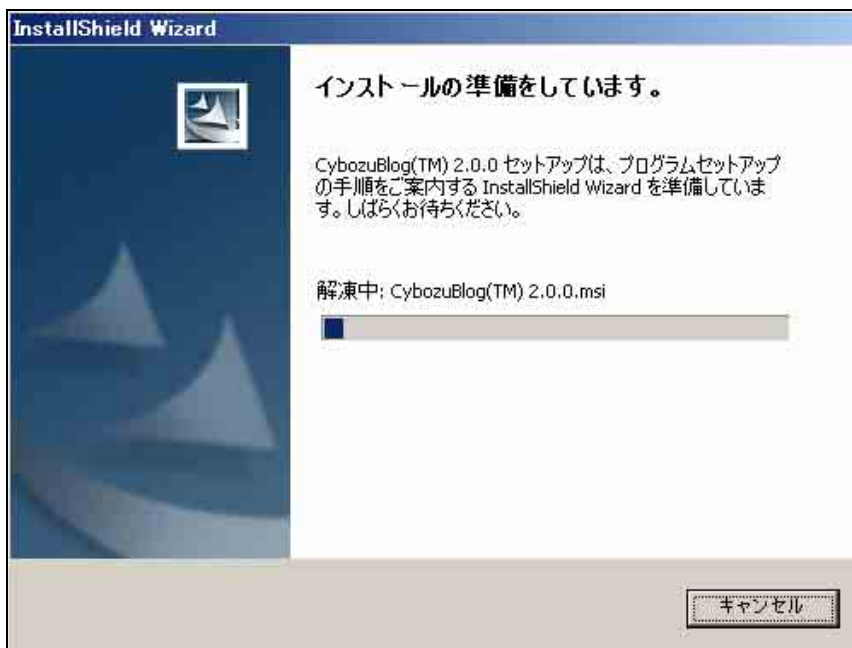 InstallShield Wizard
インストールの準備をしています。
CybozuBlog(TM) 2.0.0 セットアップは、プログラムセットアップ
の手順をご案内する InstallShield Wizard を準備していま
す。しばらくお待ちください。
解凍中: CybozuBlog(TM) 2.0.0.msi
キャンセル